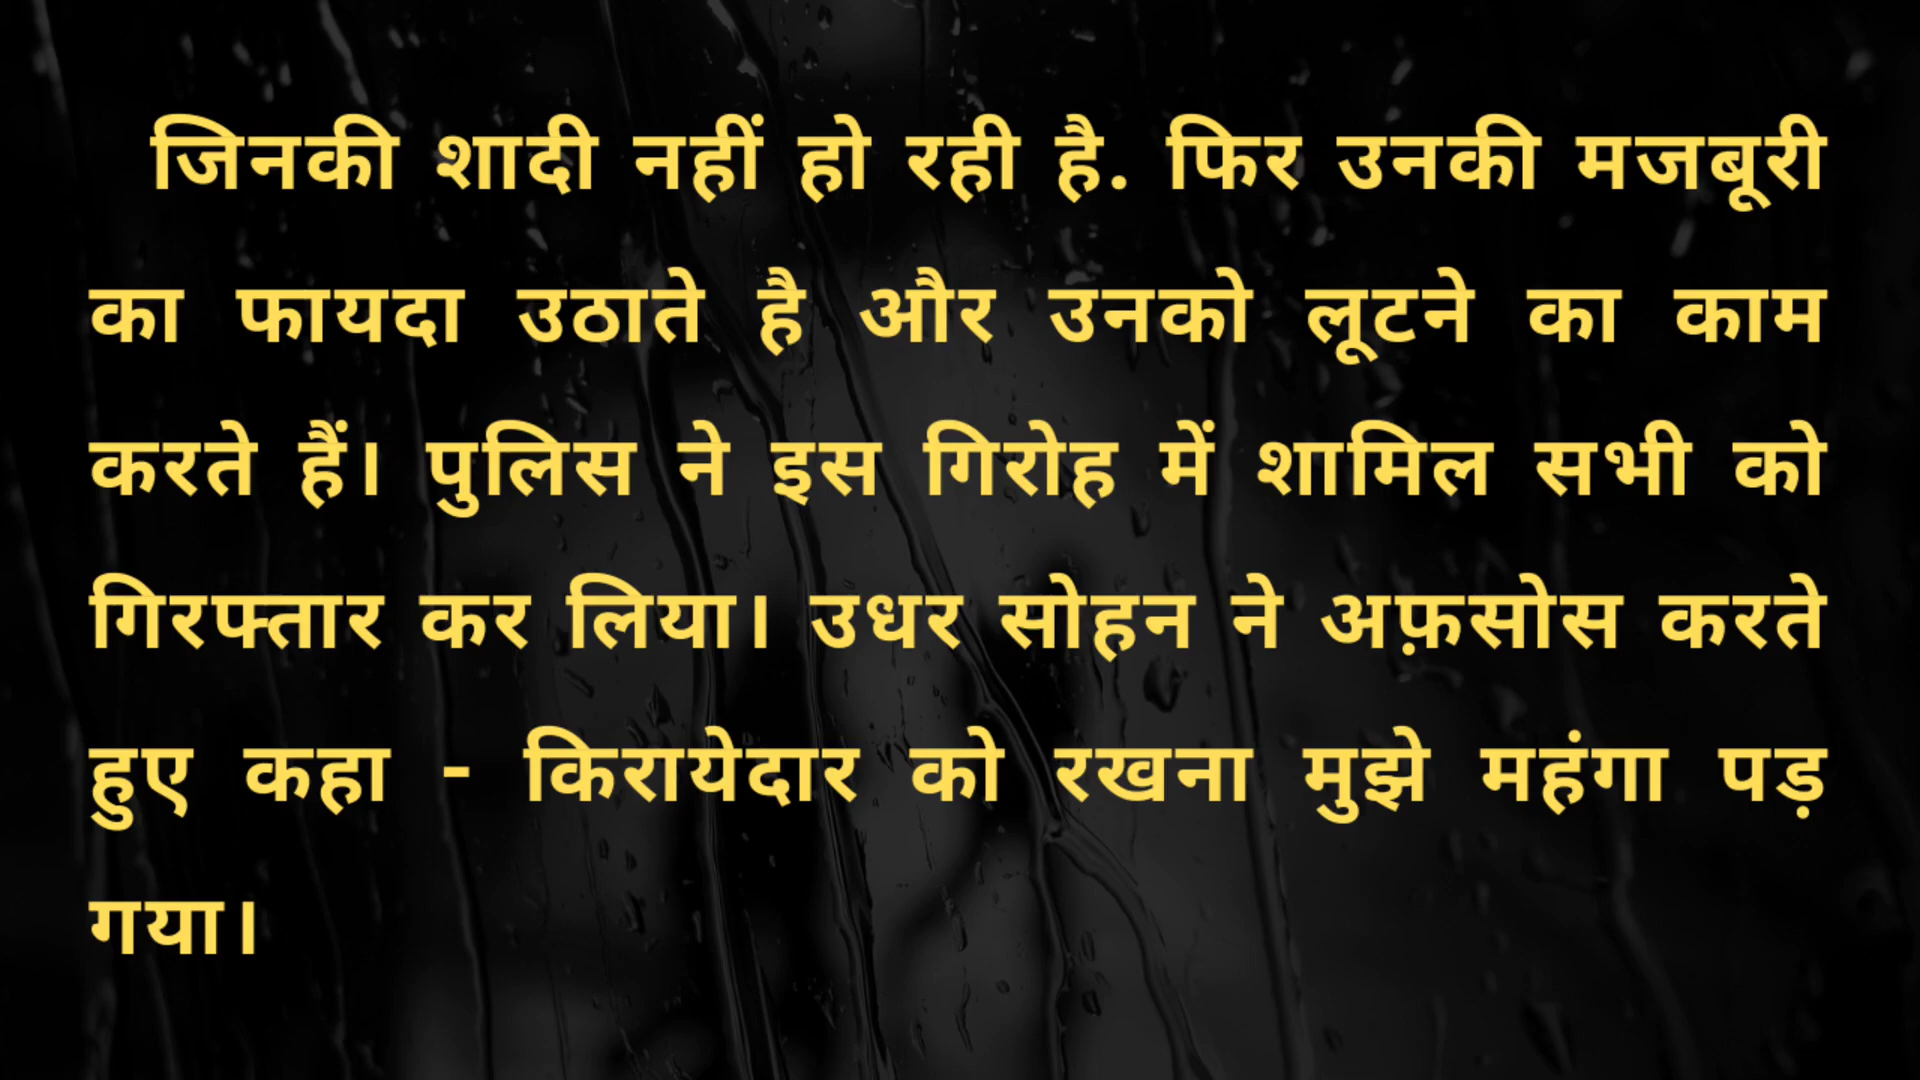 जिनकी शादी नहीं हो रही है. फिर उनकी मजबूरी
का फायदा उठाते है और उनको लूटने का काम
करते हैं। पुलिस ने इस गिरोह में शामिल सभी को
गिरफ्तार कर लिया। उधर सोहन ने अफ़सोस करते
हुए कहा - किरायेदार को रखना मुझे महंगा पड़
गया।